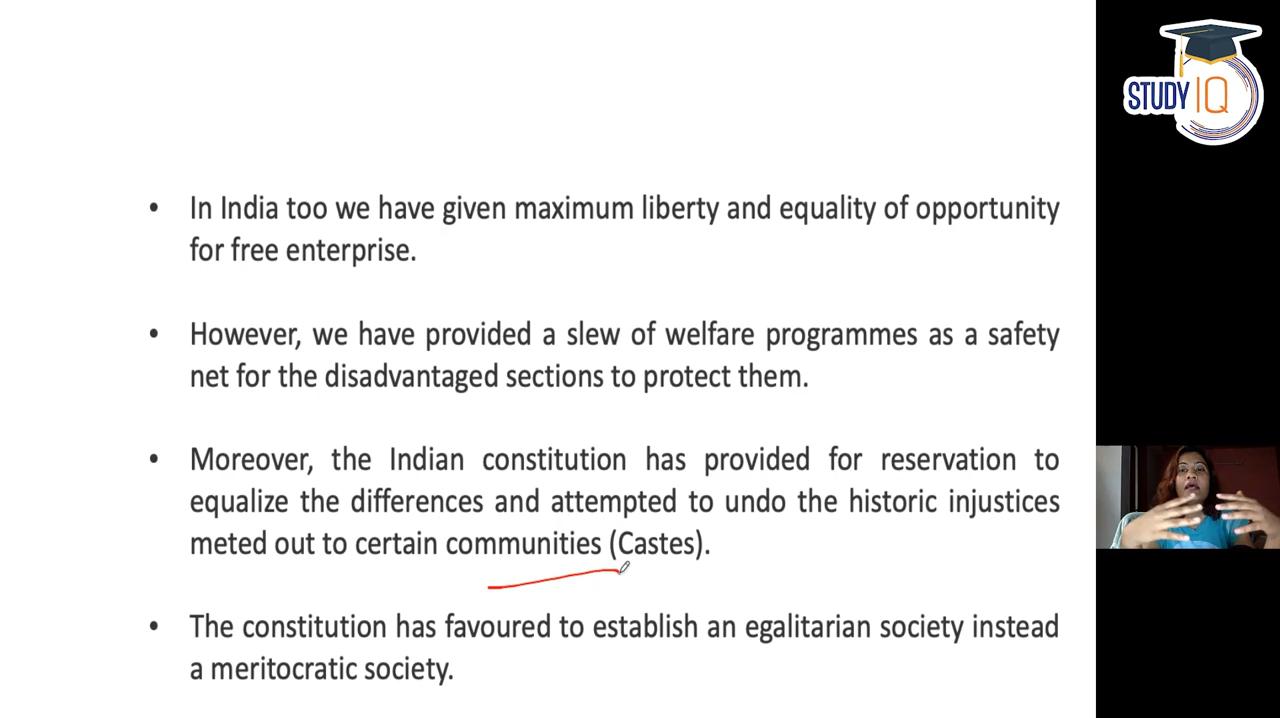 STUDY IQ
• In India too we have given maximum liberty and equality of opportunity
for free enterprise.
• However, we have provided a slew of welfare programmes as a safety
net for the disadvantaged sections to protect them.
• Moreover, the Indian constitution has provided for reservation to
equalize the differences and attempted to undo the historic injustices
meted out to certain communities (Castes).
• The constitution has favoured to establish an egalitarian society instead
a meritocratic society.